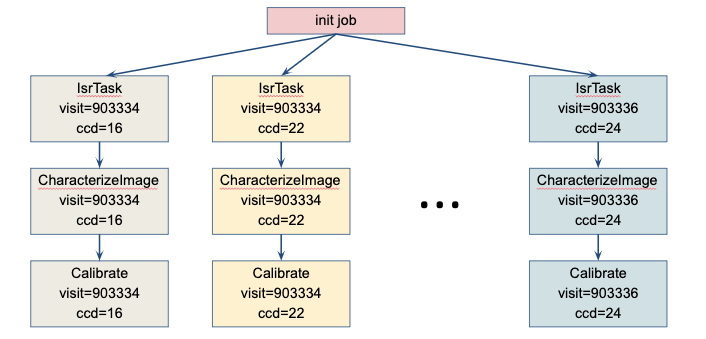 init job
IsrTask
visit=903334
ccd=16
IsrTask
visit=903334
ccd=22
IsrTask
visit=903336
ccd=24
CharacterizeImage
visit=903334
ccd=16
CharacterizeImage
visit=903334
ccd=22
...
CharacterizeImage
visit=903336
ccd=24
Calibrate
visit=903334
ccd=16
Calibrate
visit=903334
ccd=22
Calibrate
visit=903336
ccd=24